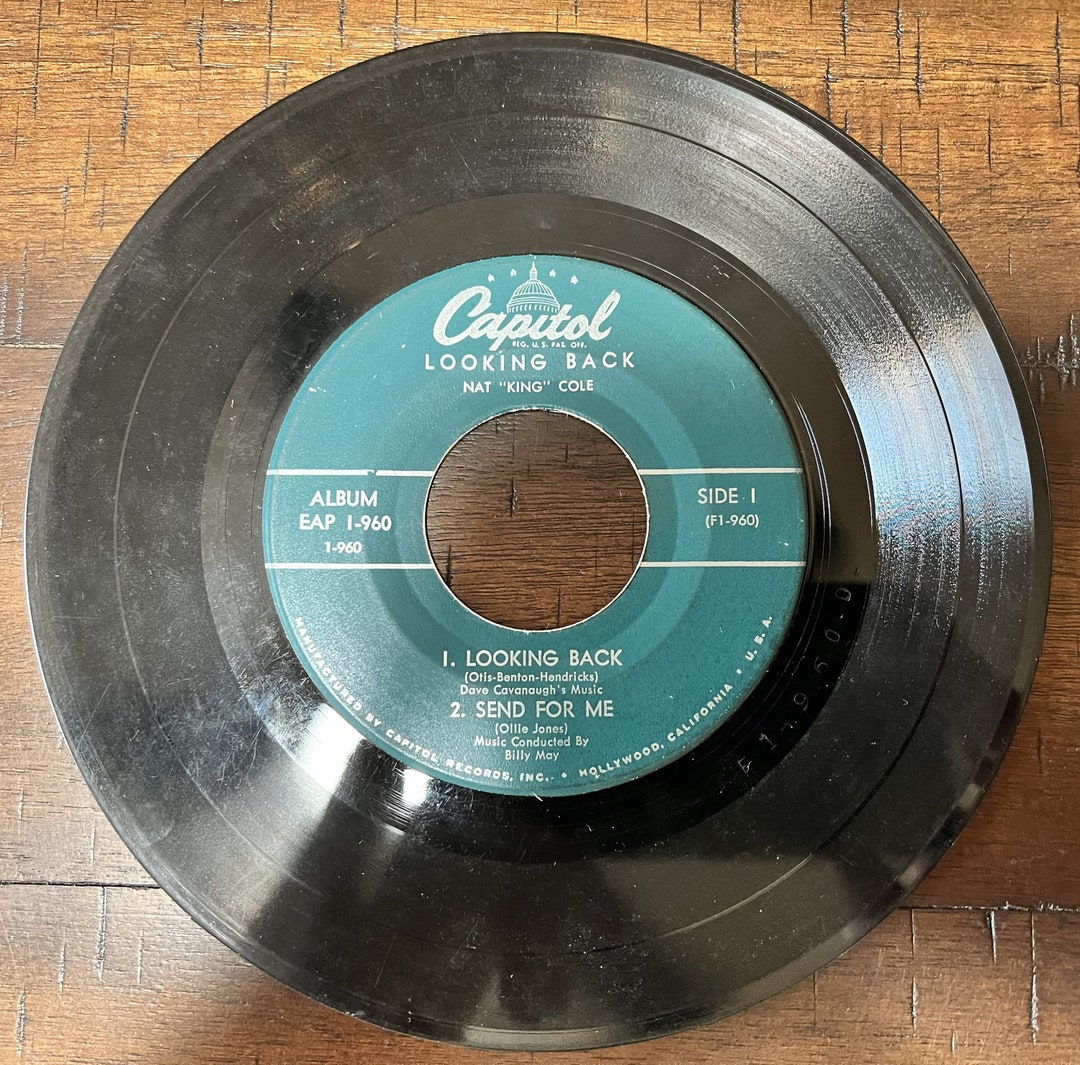 Capitol
REG. U.S. PAT. OFF.
LOOKING BACK
NAT "KING" COLE
ALBUM
EAP 1-960
1-960
SIDE 1
(F1-960)
1. LOOKING BACK
(Otis-Benton-Hendricks)
Dave Cavanaugh's Music
2. SEND FOR ME
(Ollie Jones)
Music Conducted By
Billy May
MANUFACTURED BY CAPITOL RECORDS, INC. • HOLLYWOOD, CALIFORNIA • U. S. A.